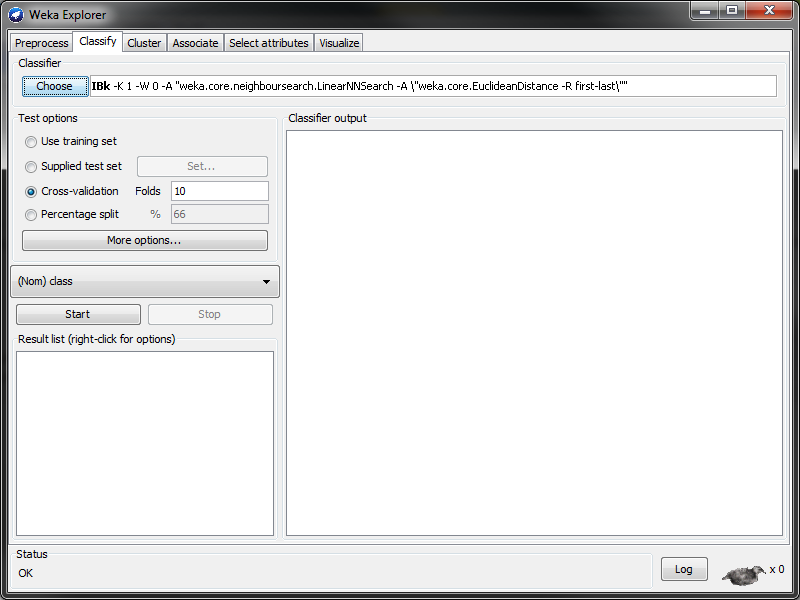 Weka Explorer
Preprocess Classify Cluster Associate Select attributes Visualize
Classifier
Choose IBk -K 1 -W 0 -A "weka.core.neighboursearch.LinearNNSearch -A \"weka.core.EuclideanDistance -R first-last\""
Test options
Use training set
Supplied test set Set...
Cross-validation Folds 10
Percentage split % 66
More options...
(Nom) class
Start Stop
Result list (right-click for options)
Classifier output
Status
OK
Log x 0